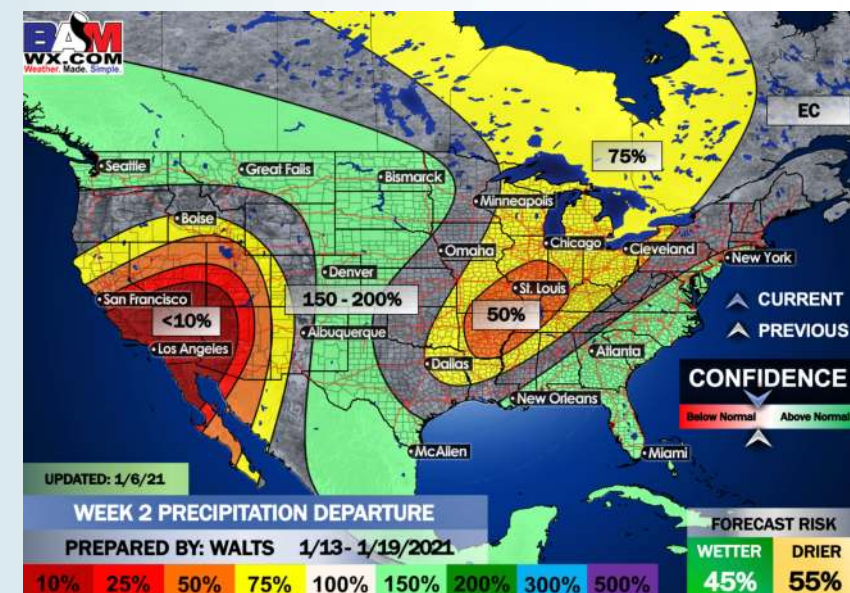 BAM
WX.COM
Weather. Made. Simple.
EC
75%
Seattle
Great Falls
Bismarck
Minneapolis
Boise
Omaha
Chicago
Cleveland
New York
Denver
St. Louis
San Francisco
150 - 200%
<10%
50%
CURRENT
PREVIOUS
Los Angeles
Albuquerque
Atlanta
Dallas
CONFIDENCE
New Orleans
Below Normal
Above Normal
McAllen
Miami
UPDATED: 1/6/21
WEEK 2 PRECIPITATION DEPARTURE
PREPARED BY: WALTS 1/13 - 1/19/2021
FORECAST RISK
WETTER DRIER
45% 55%
10% 25% 50% 75% 100% 150% 200% 300% 500%